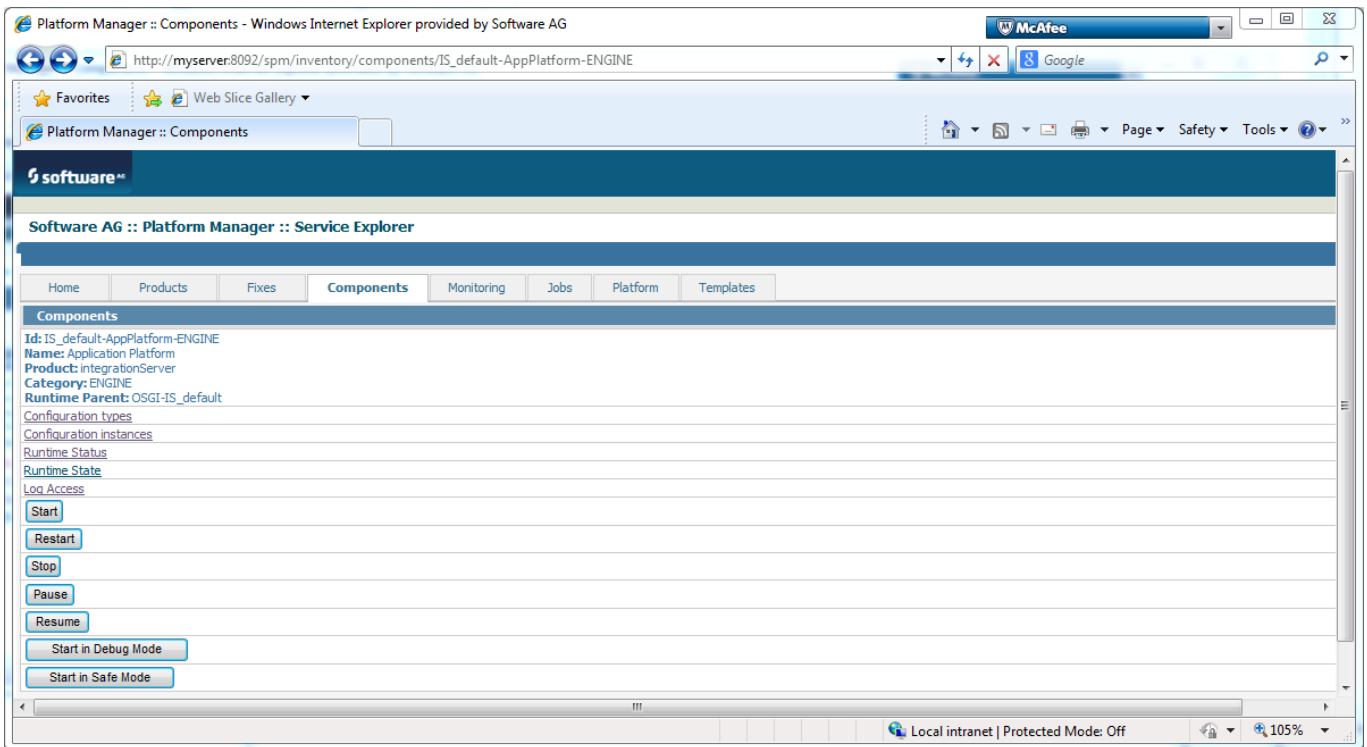 Platform Manager :: Components - Windows Internet Explorer provided by Software AG
McAfee
http://myserver:8092/spm/inventory/components/IS_default-AppPlatform-ENGINE
Google
Favorites
Web Slice Gallery
Platform Manager :: Components
Page
Safety
Tools
software AG
Software AG :: Platform Manager :: Service Explorer
Home
Products
Fixes
Components
Monitoring
Jobs
Platform
Templates
Components
Id: IS_default-AppPlatform-ENGINE
Name: Application Platform
Product: integrationServer
Category: ENGINE
Runtime Parent: OSGI-IS_default
Configuration types
Configuration instances
Runtime Status
Runtime State
Log Access
Start
Restart
Stop
Pause
Resume
Start in Debug Mode
Start in Safe Mode
Local intranet | Protected Mode: Off
105%